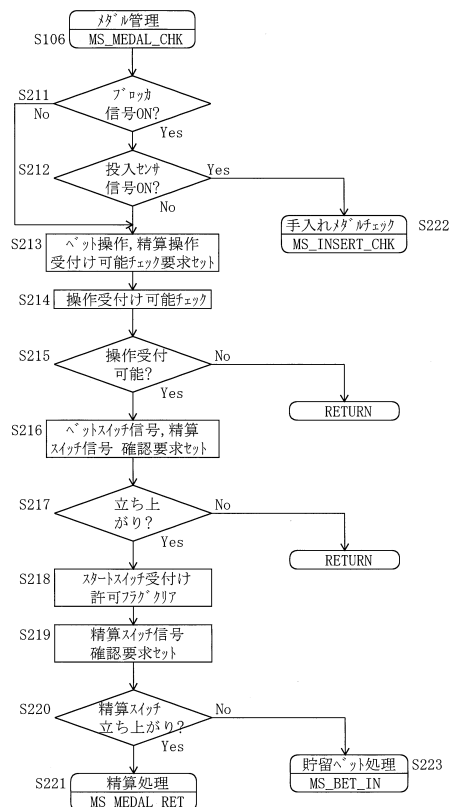 ﾒﾀﾞﾙ管理
S106
MS_MEDAL_CHK
S211
ﾌﾞﾛｯｶ
信号ON?
No
Yes
S212
投入ｾﾝｻ
信号ON?
Yes
No
手入れﾒﾀﾞﾙﾁｪｯｸ
MS_INSERT_CHK
S222
S213
ﾍﾞｯﾄ操作,精算操作
受付け可能ﾁｪｯｸ要求ｾｯﾄ
S214
操作受付け可能ﾁｪｯｸ
S215
操作受付
可能?
No
Yes
RETURN
S216
ﾍﾞｯﾄｽｲｯﾁ信号,精算
ｽｲｯﾁ信号 確認要求ｾｯﾄ
S217
立ち上
がり?
No
Yes
RETURN
S218
ｽﾀｰﾄｽｲｯﾁ受付け
許可ﾌﾗｸﾞｸﾘｱ
S219
精算ｽｲｯﾁ信号
確認要求ｾｯﾄ
S220
精算ｽｲｯﾁ
立ち上がり?
No
Yes
S221
精算処理
MS_MEDAL_RET
貯留ﾍﾞｯﾄ処理
MS_BET_IN
S223